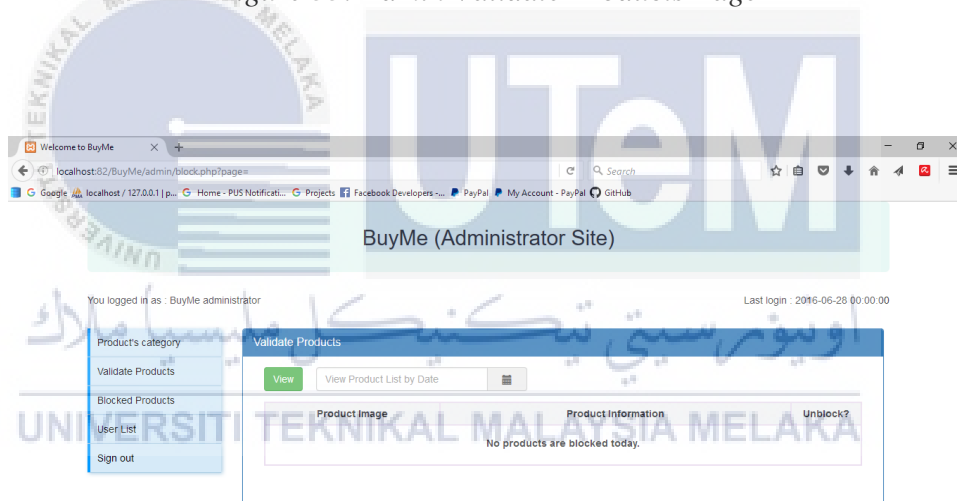 UTeM
Welcome to BuyMe
localhost:82/BuyMe/admin/block.php?page=
Search
Google
localhost / 127.0.0.1 | p...
Home - PUS Notificati...
Projects
Facebook Developers -...
PayPal
My Account - PayPal
GitHub
BuyMe (Administrator Site)
You logged in as : BuyMe administrator
Last login : 2016-06-28 00:00:00
اونيۏرسيتي تيكنيكل مليسيا ملاك
Product's category
Validate Products
Blocked Products
User List
Sign out
Validate Products
View
View Product List by Date
Product Image
Product Information
Unblock?
No products are blocked today.
UNIVERSITI TEKNIKAL MALAYSIA MELAKA